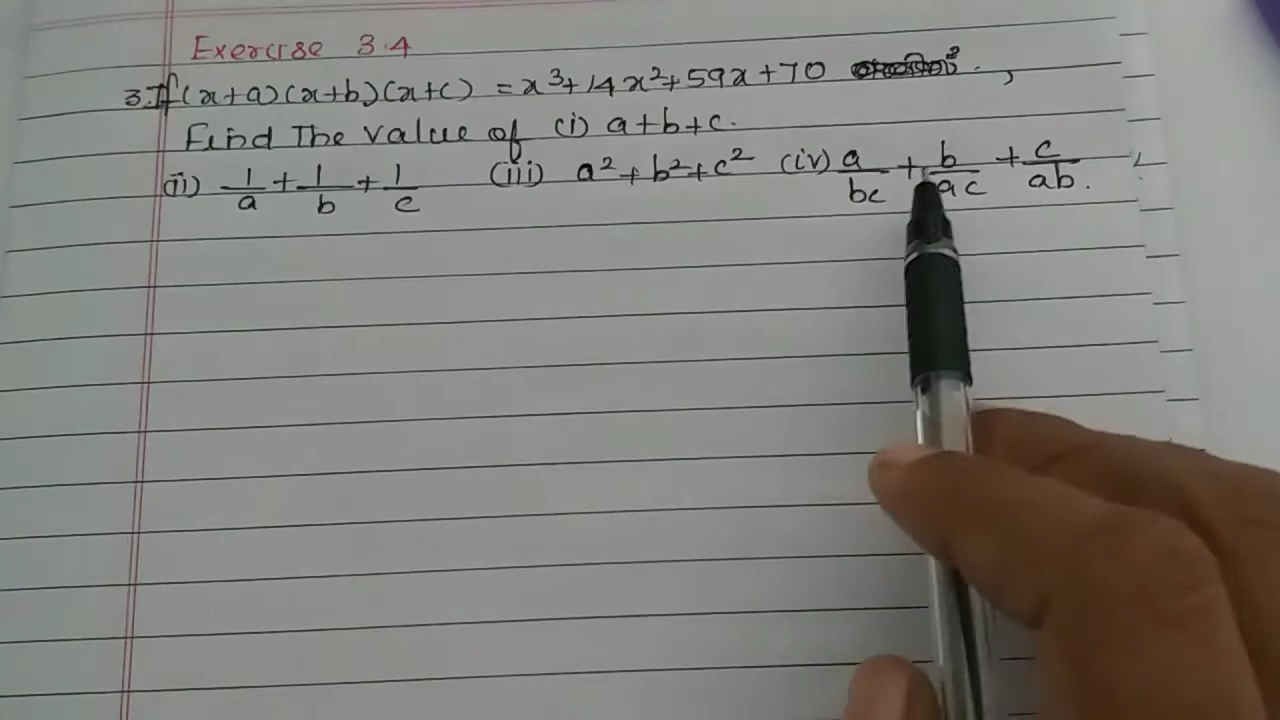 Exercise 3.4
3. If (x+a)(x+b)(x+c) = x³+14x²+59x+70 ,
Find The value of (i) a+b+c.
(ii) 1/a + 1/b + 1/c (iii) a²+b²+c² (iv) a/bc + b/ac + c/ab.